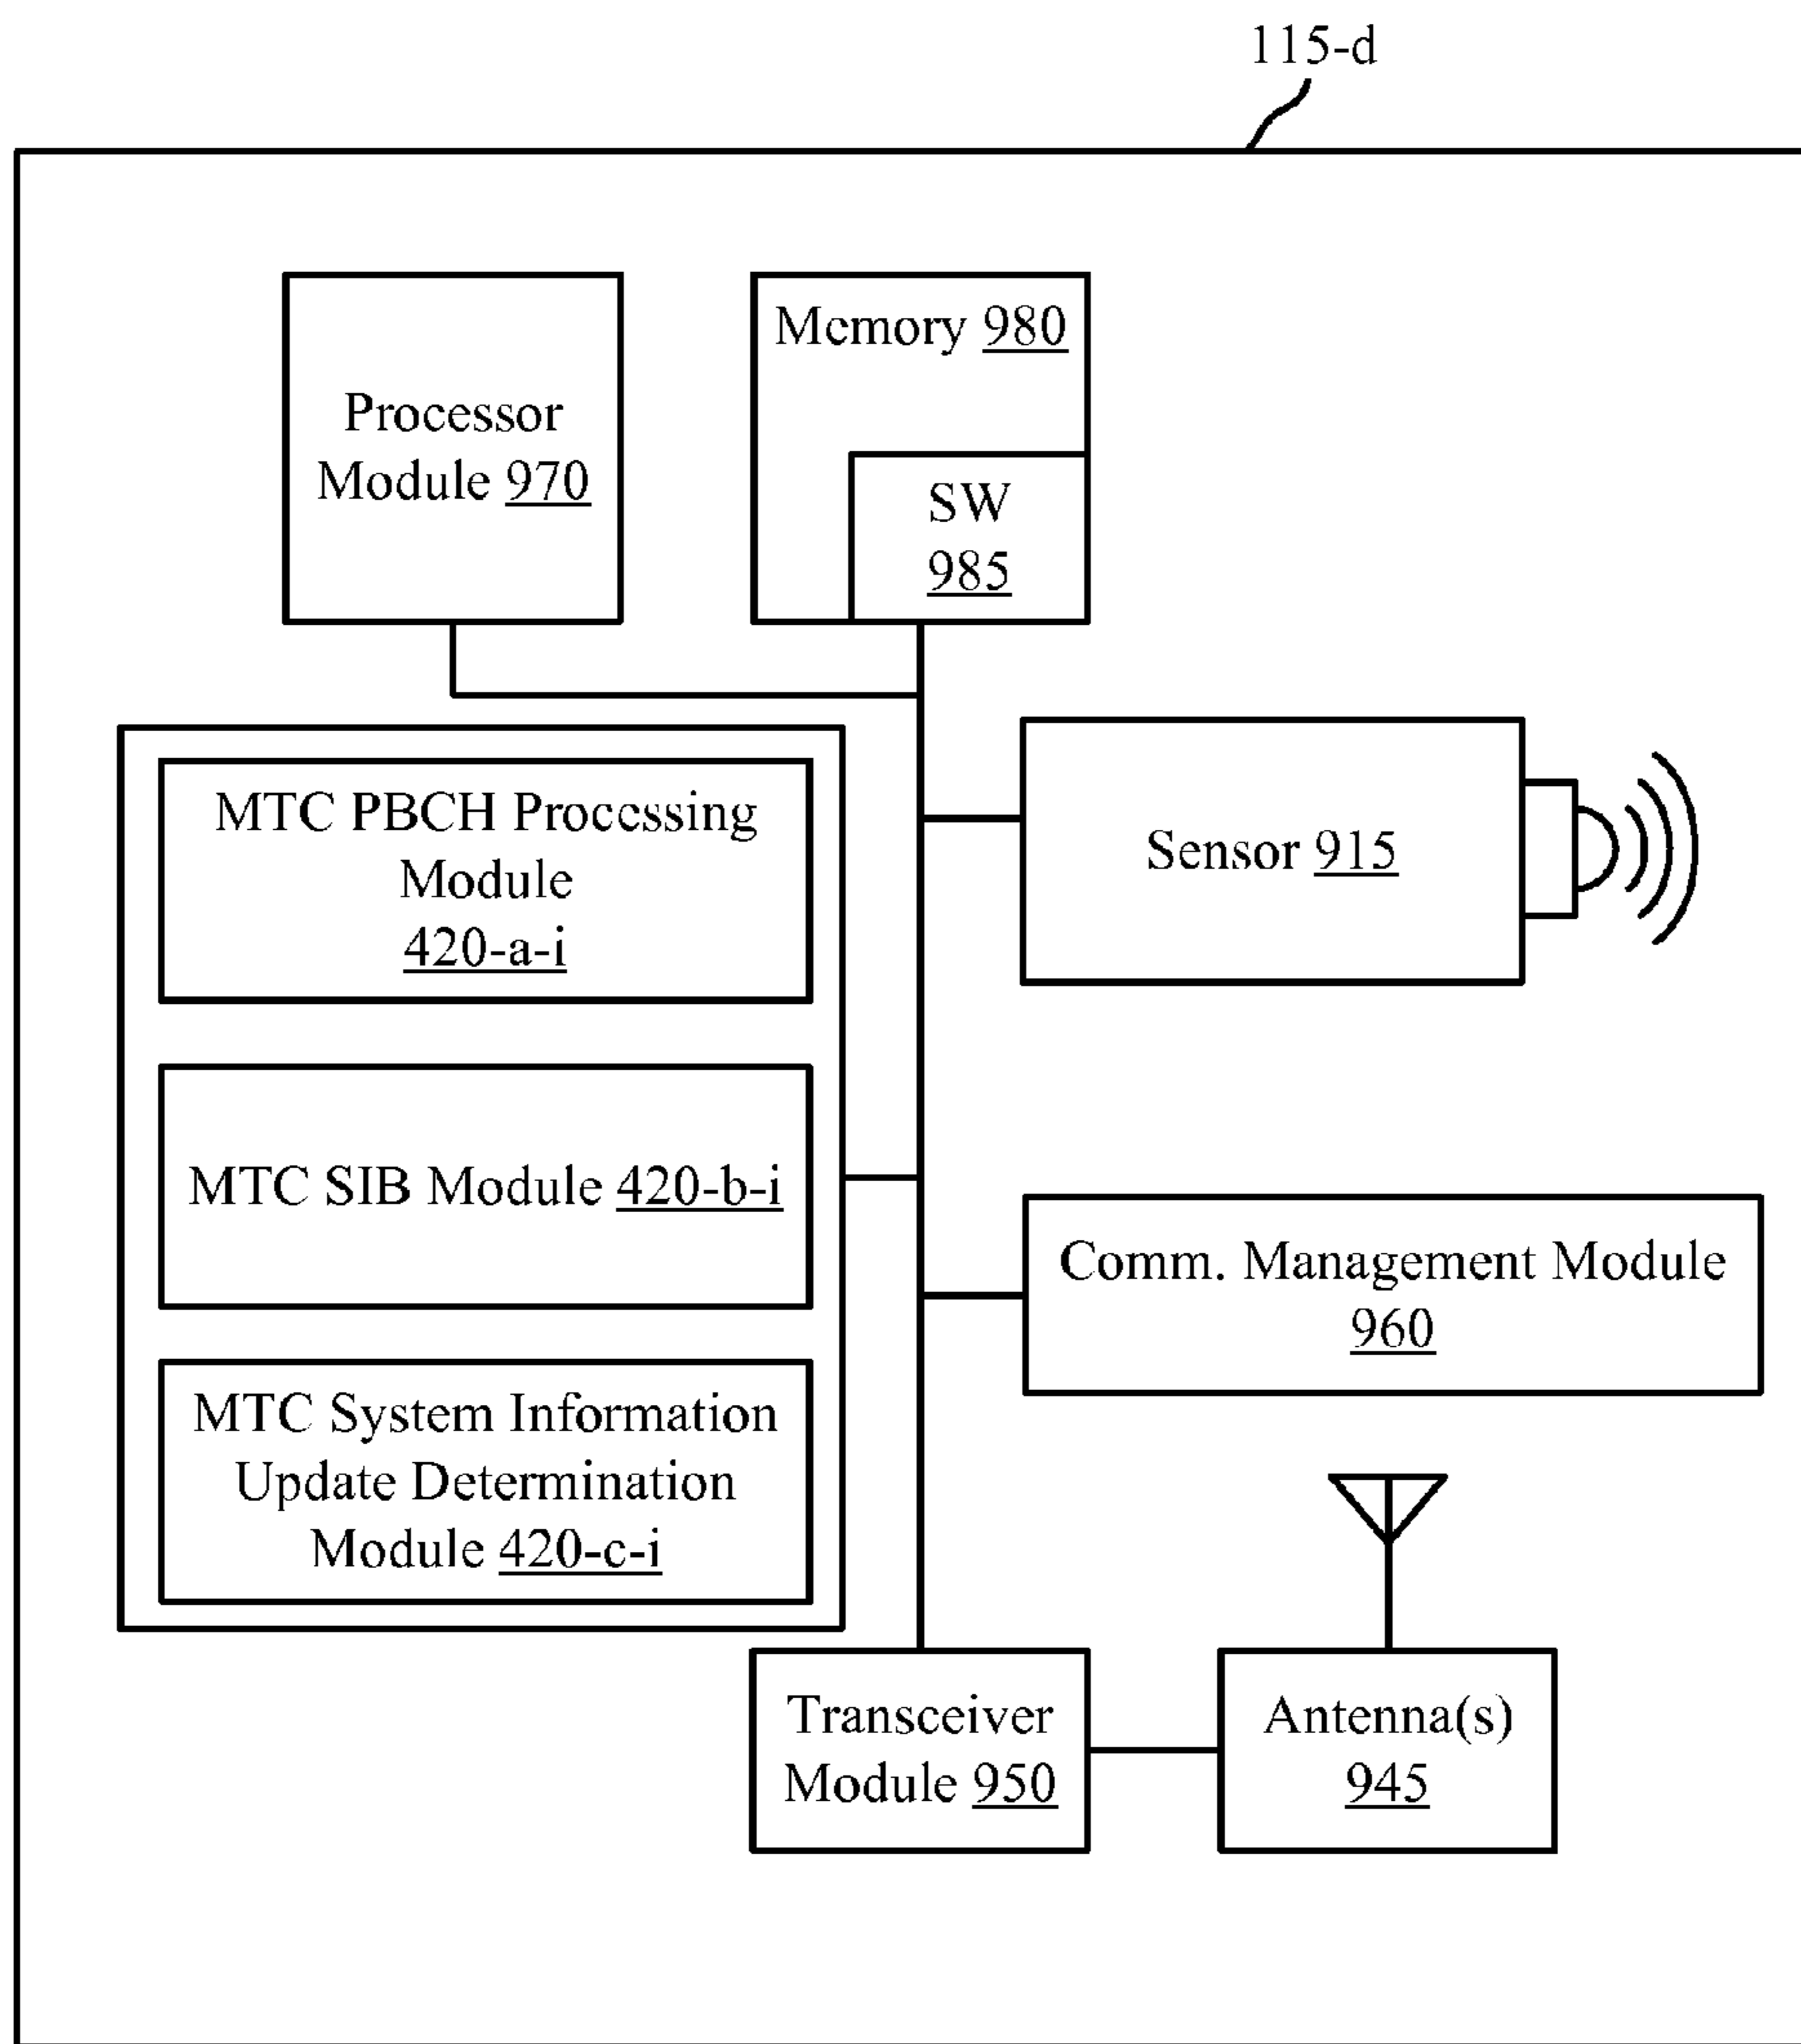 115-d
Processor
Module 970
Memory 980
SW
985
MTC PBCH Processing
Module
420-a-i
Sensor 915
MTC SIB Module 420-b-i
Comm. Management Module
960
MTC System Information
Update Determination
Module 420-c-i
Transceiver
Module 950
Antenna(s)
945